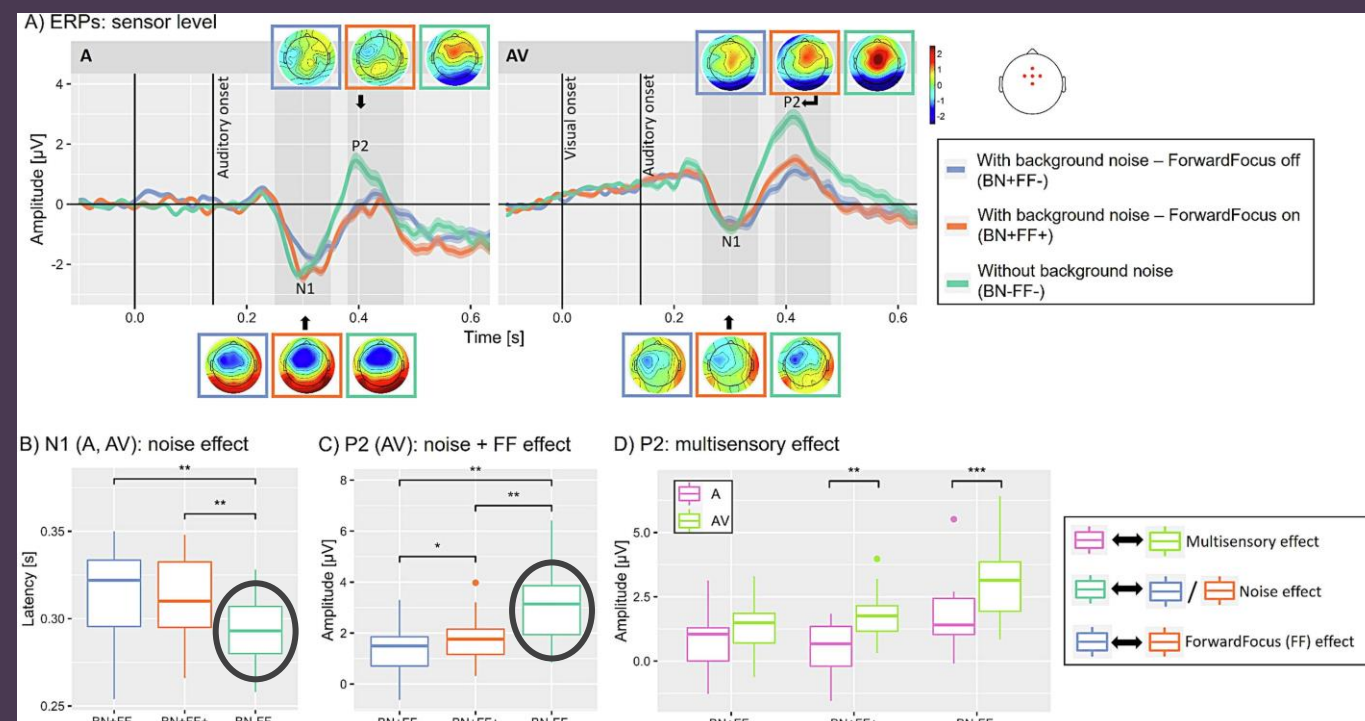 A) ERPs: sensor level
A
AV
4
2
0
-2
Amplitude [µV]
Auditory onset
P2
N1
0.0
0.2
0.4
0.6
Visual onset
Auditory onset
P2
N1
0.0
0.2
0.4
0.6
Time [s]
2
1
0
-1
-2
With background noise – ForwardFocus off
(BN+FF-)
With background noise – ForwardFocus on
(BN+FF+)
Without background noise
(BN-FF-)
B) N1 (A, AV): noise effect
**
**
0.35
0.30
0.25
Latency [s]
C) P2 (AV): noise + FF effect
**
**
*
8
6
4
2
0
Amplitude [µV]
D) P2: multisensory effect
**
***
A
AV
5.0
2.5
0.0
Amplitude [µV]
Multisensory effect
/ Noise effect
ForwardFocus (FF) effect